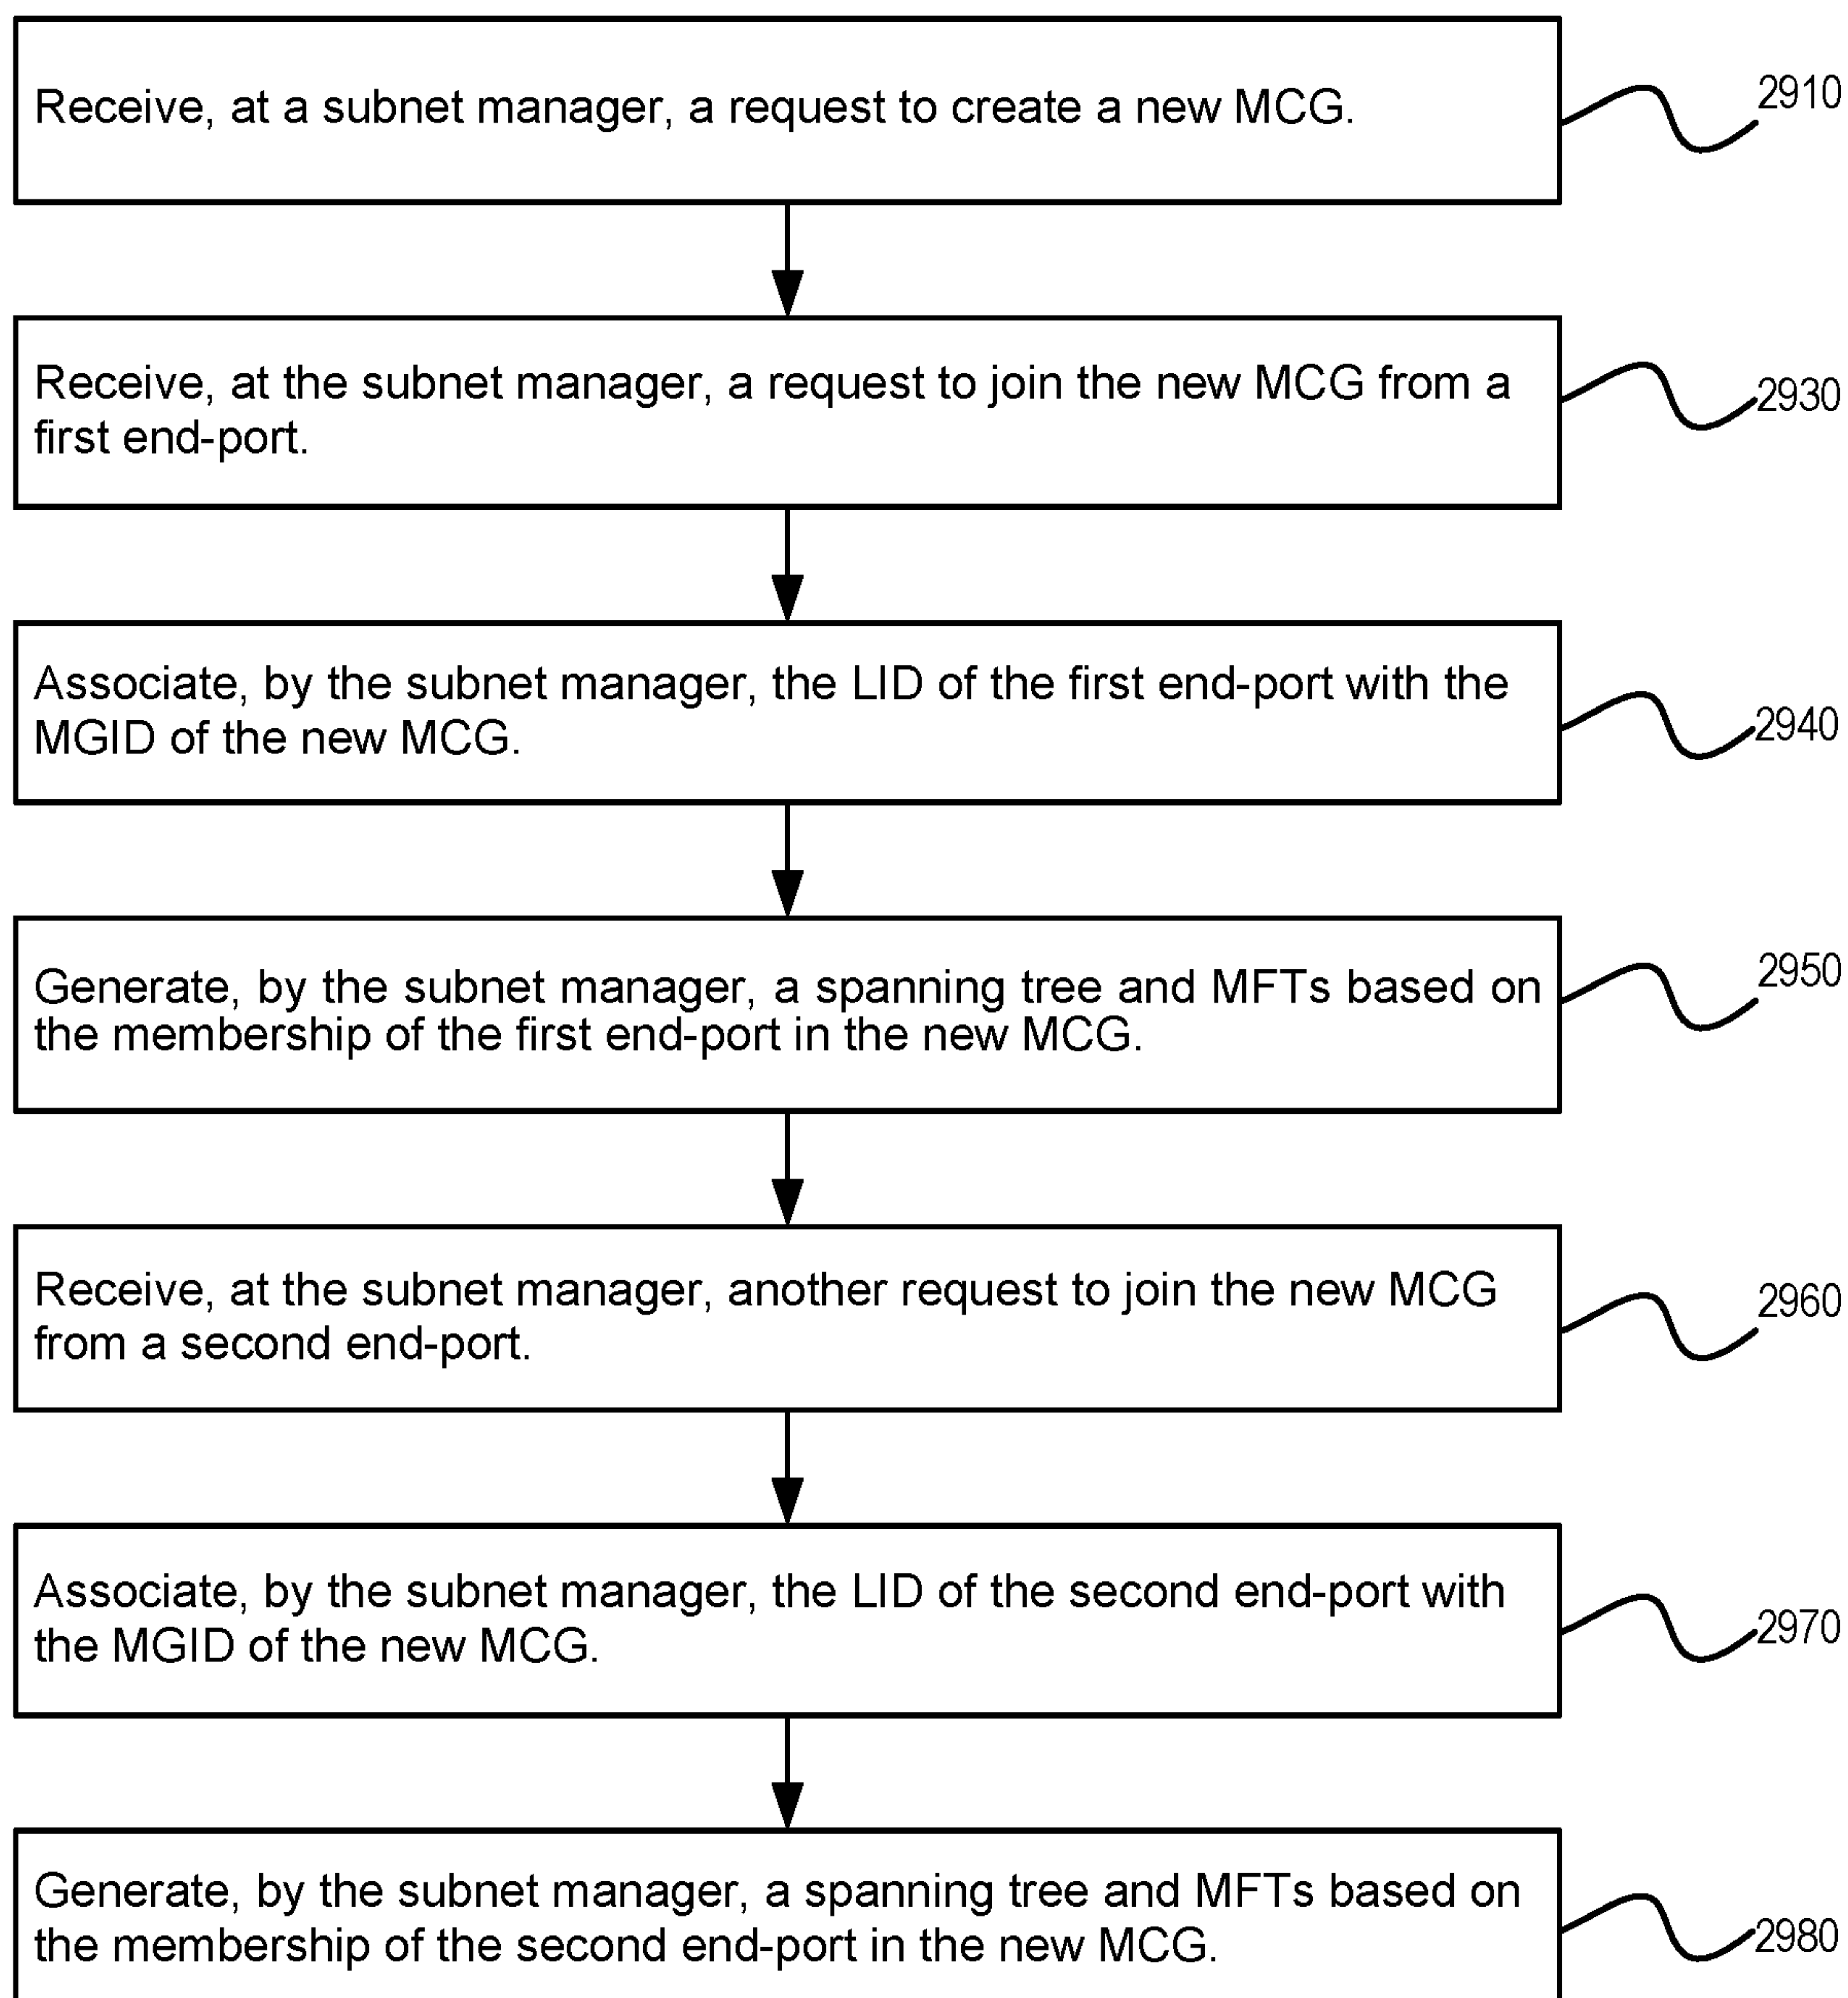 Receive, at a subnet manager, a request to create a new MCG.
2910
Receive, at the subnet manager, a request to join the new MCG from a
first end-port.
2930
Associate, by the subnet manager, the LID of the first end-port with the
MGID of the new MCG.
2940
Generate, by the subnet manager, a spanning tree and MFTs based on
the membership of the first end-port in the new MCG.
2950
Receive, at the subnet manager, another request to join the new MCG
from a second end-port.
2960
Associate, by the subnet manager, the LID of the second end-port with
the MGID of the new MCG.
2970
Generate, by the subnet manager, a spanning tree and MFTs based on
the membership of the second end-port in the new MCG.
2980